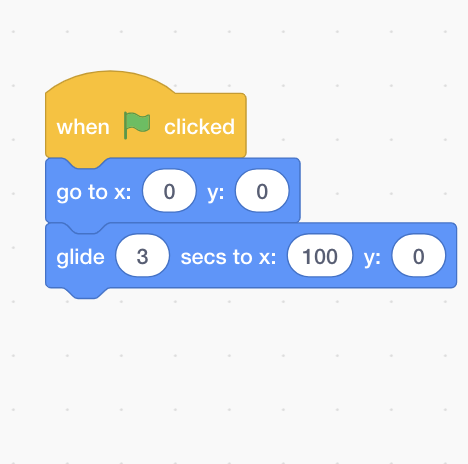 when clicked
go to x: 0 y: 0
glide 3 secs to x: 100 y: 0